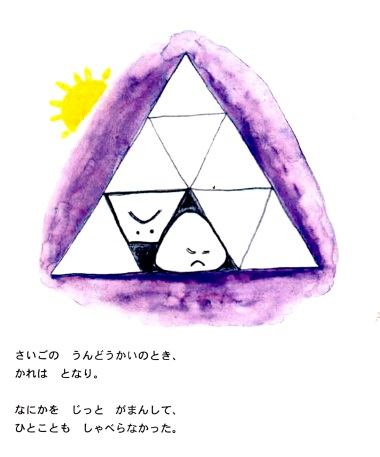 さいごの　うんどうかいのとき、
かれは　となり。
なにかを　じっと　がまんして、
ひとことも　しゃべらなかった。